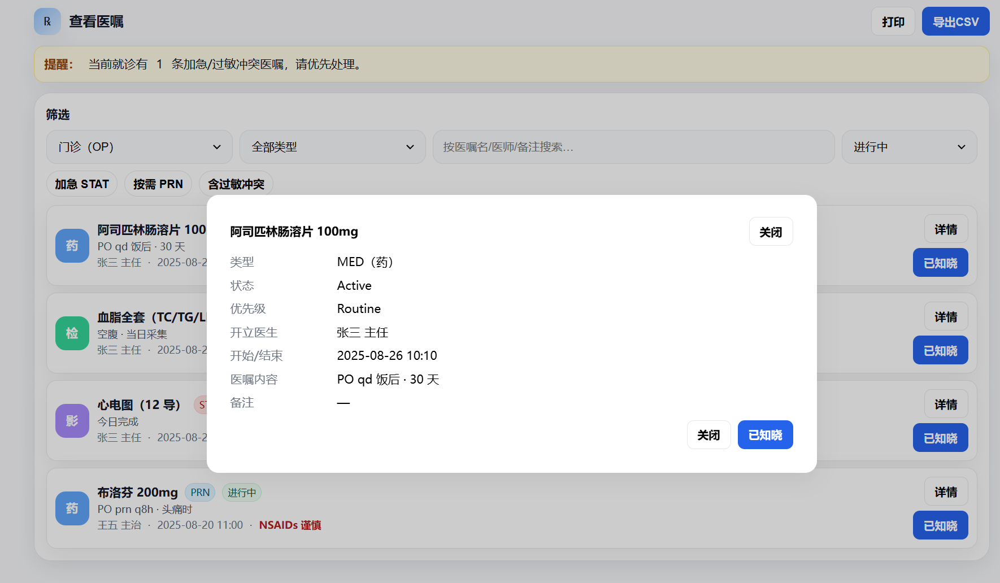 ℞ 查看医嘱 打印 导出CSV
提醒： 当前就诊有 1 条加急/过敏冲突医嘱，请优先处理。
筛选
门诊（OP） 全部类型 按医嘱名/医师/备注搜索… 进行中
加急 STAT 按需 PRN 含过敏冲突
药 阿司匹林肠溶片 100 详情
PO qd 饭后 · 30 天
张三 主任 · 2025-08-2 已知晓
检 血脂全套（TC/TG/L 详情
空腹 · 当日采集
张三 主任 · 2025-08-2 已知晓
影 心电图（12 导） 详情
今日完成
张三 主任 · 2025-08-2 已知晓
药 布洛芬 200mg PRN 进行中 详情
PO prn q8h · 头痛时
王五 主治 · 2025-08-20 11:00 · NSAIDs 谨慎 已知晓
阿司匹林肠溶片 100mg 关闭
类型 MED（药）
状态 Active
优先级 Routine
开立医生 张三 主任
开始/结束 2025-08-26 10:10
医嘱内容 PO qd 饭后 · 30 天
备注 —
关闭 已知晓